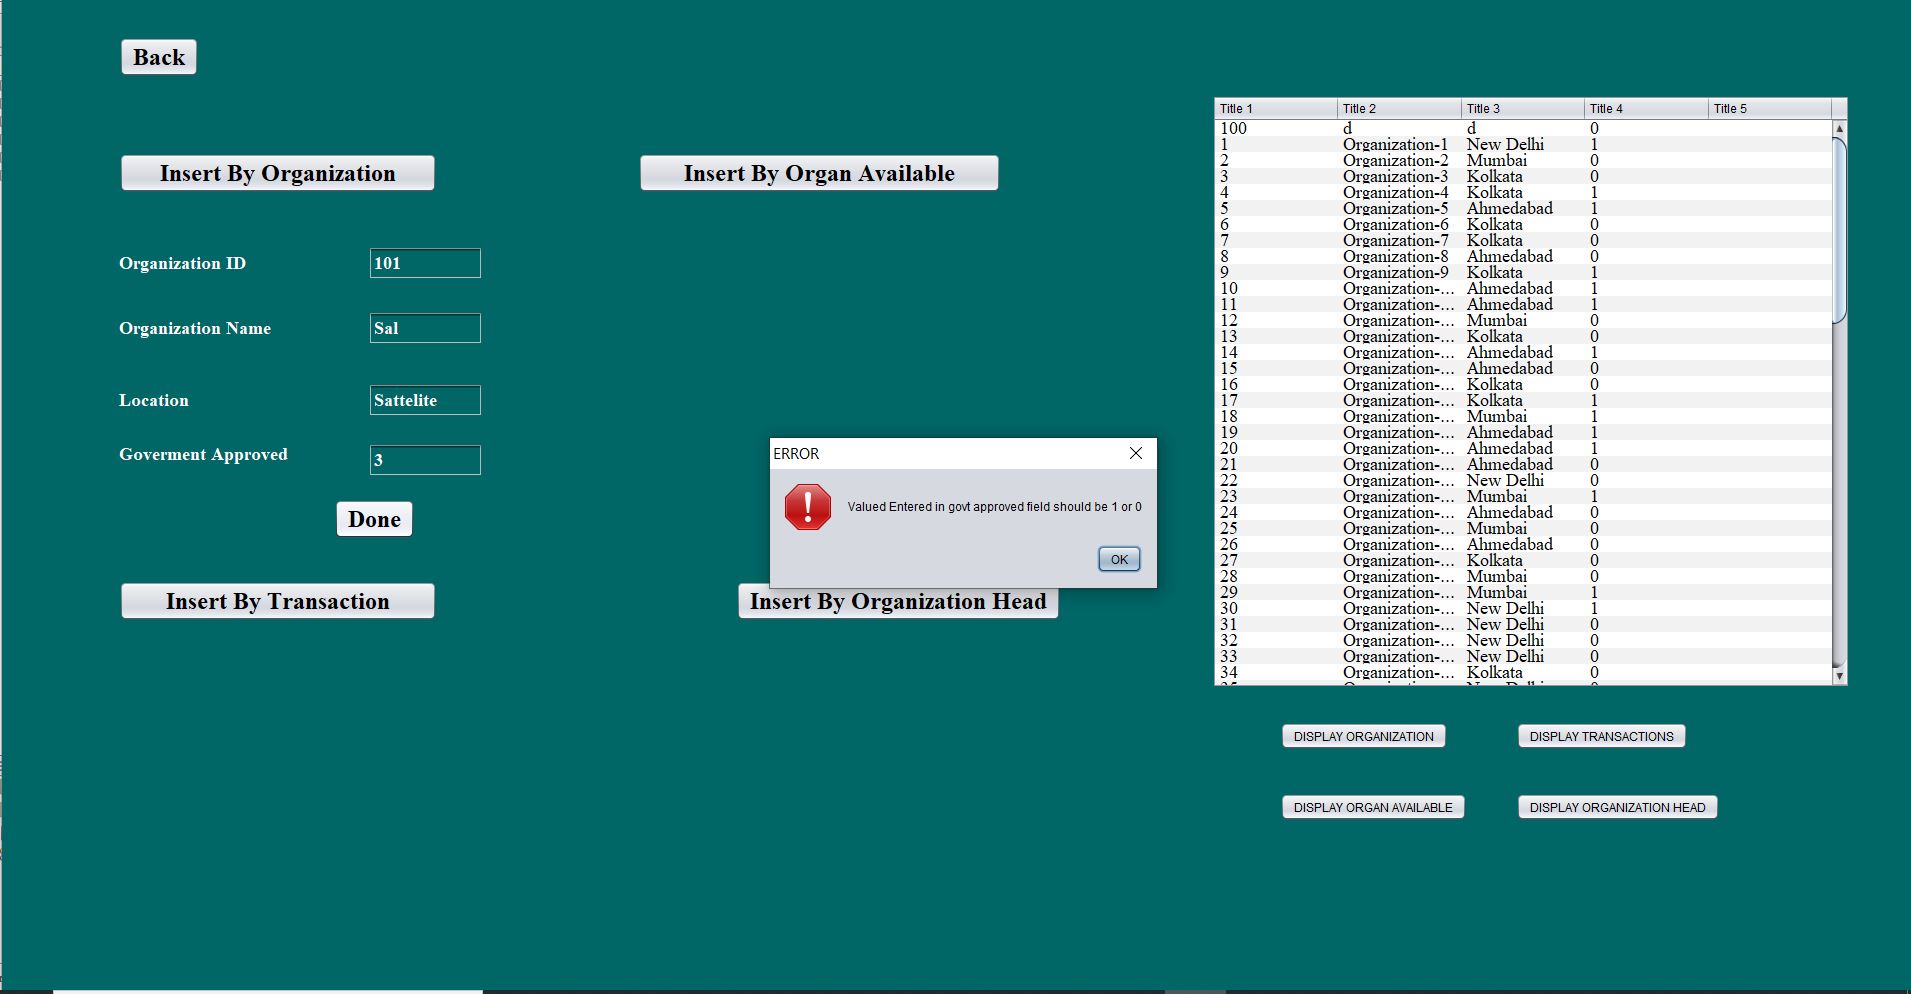 Back
Insert By Organization
Insert By Organ Available
Organization ID
101
Organization Name
Sal
Location
Sattelite
Goverment Approved
3
Done
Insert By Transaction
Insert By Organization Head
ERROR
Valued Entered in govt approved field should be 1 or 0
OK
Title 1 Title 2 Title 3 Title 4 Title 5
100 d d 0
1 Organization-1 New Delhi 1
2 Organization-2 Mumbai 0
3 Organization-3 Kolkata 0
4 Organization-4 Kolkata 1
5 Organization-5 Ahmedabad 1
6 Organization-6 Kolkata 0
7 Organization-7 Kolkata 0
8 Organization-8 Ahmedabad 0
9 Organization-9 Kolkata 1
10 Organization-... Ahmedabad 1
11 Organization-... Ahmedabad 1
12 Organization-... Mumbai 0
13 Organization-... Kolkata 0
14 Organization-... Ahmedabad 1
15 Organization-... Ahmedabad 0
16 Organization-... Kolkata 0
17 Organization-... Kolkata 1
18 Organization-... Mumbai 1
19 Organization-... Ahmedabad 1
20 Organization-... Ahmedabad 1
21 Organization-... Ahmedabad 0
22 Organization-... New Delhi 0
23 Organization-... Mumbai 1
24 Organization-... Ahmedabad 0
25 Organization-... Mumbai 0
26 Organization-... Ahmedabad 0
27 Organization-... Kolkata 0
28 Organization-... Mumbai 0
29 Organization-... Mumbai 1
30 Organization-... New Delhi 1
31 Organization-... New Delhi 0
32 Organization-... New Delhi 0
33 Organization-... New Delhi 0
34 Organization-... Kolkata 0
DISPLAY ORGANIZATION
DISPLAY TRANSACTIONS
DISPLAY ORGAN AVAILABLE
DISPLAY ORGANIZATION HEAD